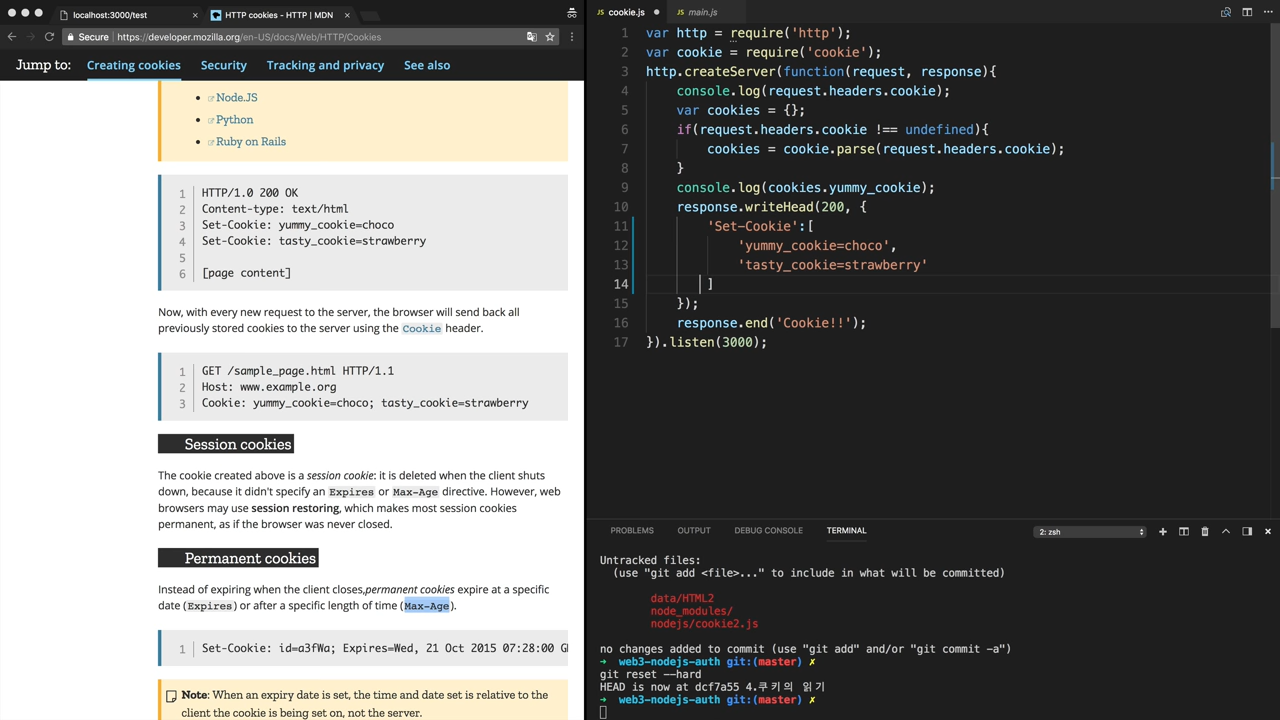 localhost:3000/test
HTTP cookies - HTTP | MDN
Secure | https://developer.mozilla.org/en-US/docs/Web/HTTP/Cookies
Jump to: Creating cookies Security Tracking and privacy See also
Node.JS
Python
Ruby on Rails
1 HTTP/1.0 200 OK
2 Content-type: text/html
3 Set-Cookie: yummy_cookie=choco
4 Set-Cookie: tasty_cookie=strawberry
5
6 [page content]
Now, with every new request to the server, the browser will send back all
previously stored cookies to the server using the Cookie header.
1 GET /sample_page.html HTTP/1.1
2 Host: www.example.org
3 Cookie: yummy_cookie=choco; tasty_cookie=strawberry
Session cookies
The cookie created above is a session cookie: it is deleted when the client shuts
down, because it didn't specify an Expires or Max-Age directive. However, web
browsers may use session restoring, which makes most session cookies
permanent, as if the browser was never closed.
Permanent cookies
Instead of expiring when the client closes,permanent cookies expire at a specific
date (Expires) or after a specific length of time (Max-Age).
1 Set-Cookie: id=a3fWa; Expires=Wed, 21 Oct 2015 07:28:00 G
Note: When an expiry date is set, the time and date set is relative to the
client the cookie is being set on, not the server.
JS cookie.js
JS main.js
1 var http = require('http');
2 var cookie = require('cookie');
3 http.createServer(function(request, response){
4 console.log(request.headers.cookie);
5 var cookies = {};
6 if(request.headers.cookie !== undefined){
7 cookies = cookie.parse(request.headers.cookie);
8 }
9 console.log(cookies.yummy_cookie);
10 response.writeHead(200, {
11 'Set-Cookie':[
12 'yummy_cookie=choco',
13 'tasty_cookie=strawberry'
14 ]
15 });
16 response.end('Cookie!!');
17 }).listen(3000);
PROBLEMS OUTPUT DEBUG CONSOLE TERMINAL 2: zsh
Untracked files:
(use "git add <file>..." to include in what will be committed)
data/HTML2
node_modules/
nodejs/cookie2.js
no changes added to commit (use "git add" and/or "git commit -a")
➜ web3-nodejs-auth git:(master) ✗
git reset --hard
HEAD is now at dcf7a55 4.쿠키의 읽기
➜ web3-nodejs-auth git:(master) ✗